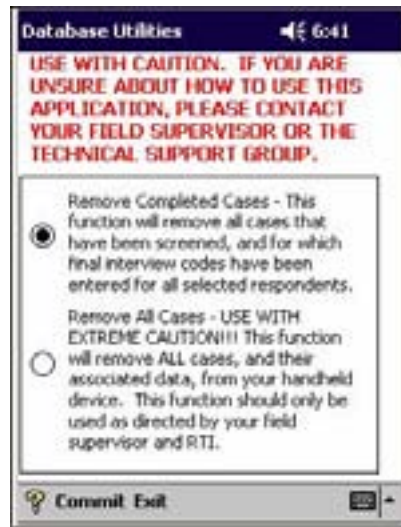 Database Utilities 6:41
USE WITH CAUTION. IF YOU ARE
UNSURE ABOUT HOW TO USE THIS
APPLICATION, PLEASE CONTACT
YOUR FIELD SUPERVISOR OR THE
TECHNICAL SUPPORT GROUP.
Remove Completed Cases - This
function will remove all cases that
have been screened, and for which
final interview codes have been
entered for all selected respondents.
Remove All Cases - USE WITH
EXTREME CAUTION!!! This function
will remove ALL cases, and their
associated data, from your handheld
device. This function should only be
used as directed by your field
supervisor and RTI.
Commit Exit